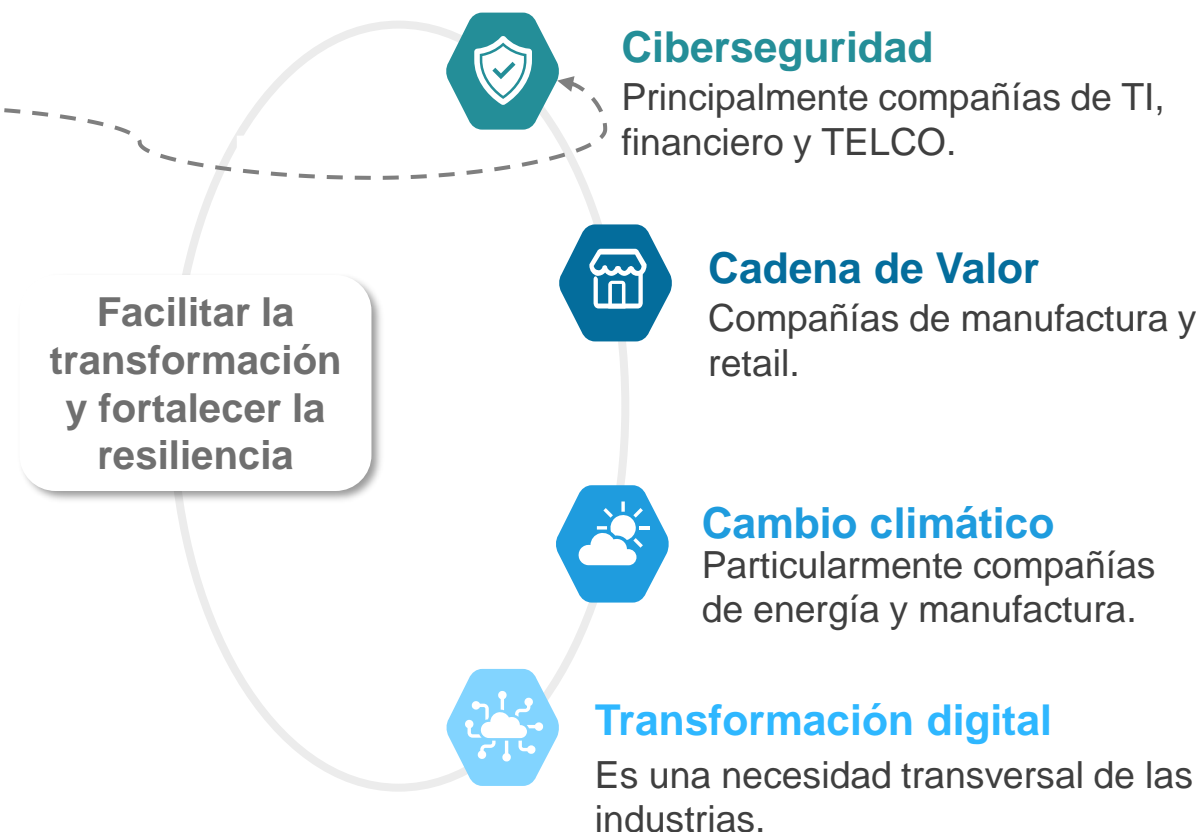 Ciberseguridad
Principalmente compañías de TI,
financiero y TELCO.
Cadena de Valor
Compañías de manufactura y
retail.
Facilitar la
transformación
y fortalecer la
resiliencia
Cambio climático
Particularmente compañías
de energía y manufactura.
Transformación digital
Es una necesidad transversal de las
industrias.